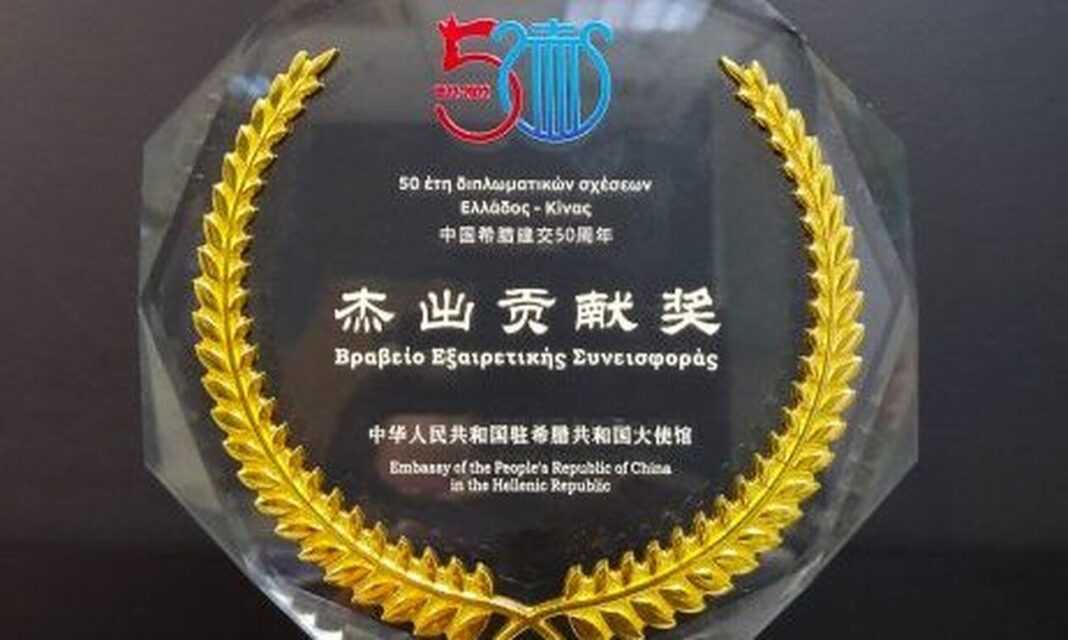 50
1972-2022
50 έτη διπλωματικών σχέσεων
Ελλάδος - Κίνας
中国希腊建交50周年
杰出贡献奖
Βραβείο Εξαιρετικής Συνεισφοράς
中华人民共和国驻希腊共和国大使馆
Embassy of the People's Republic of China
in the Hellenic Republic